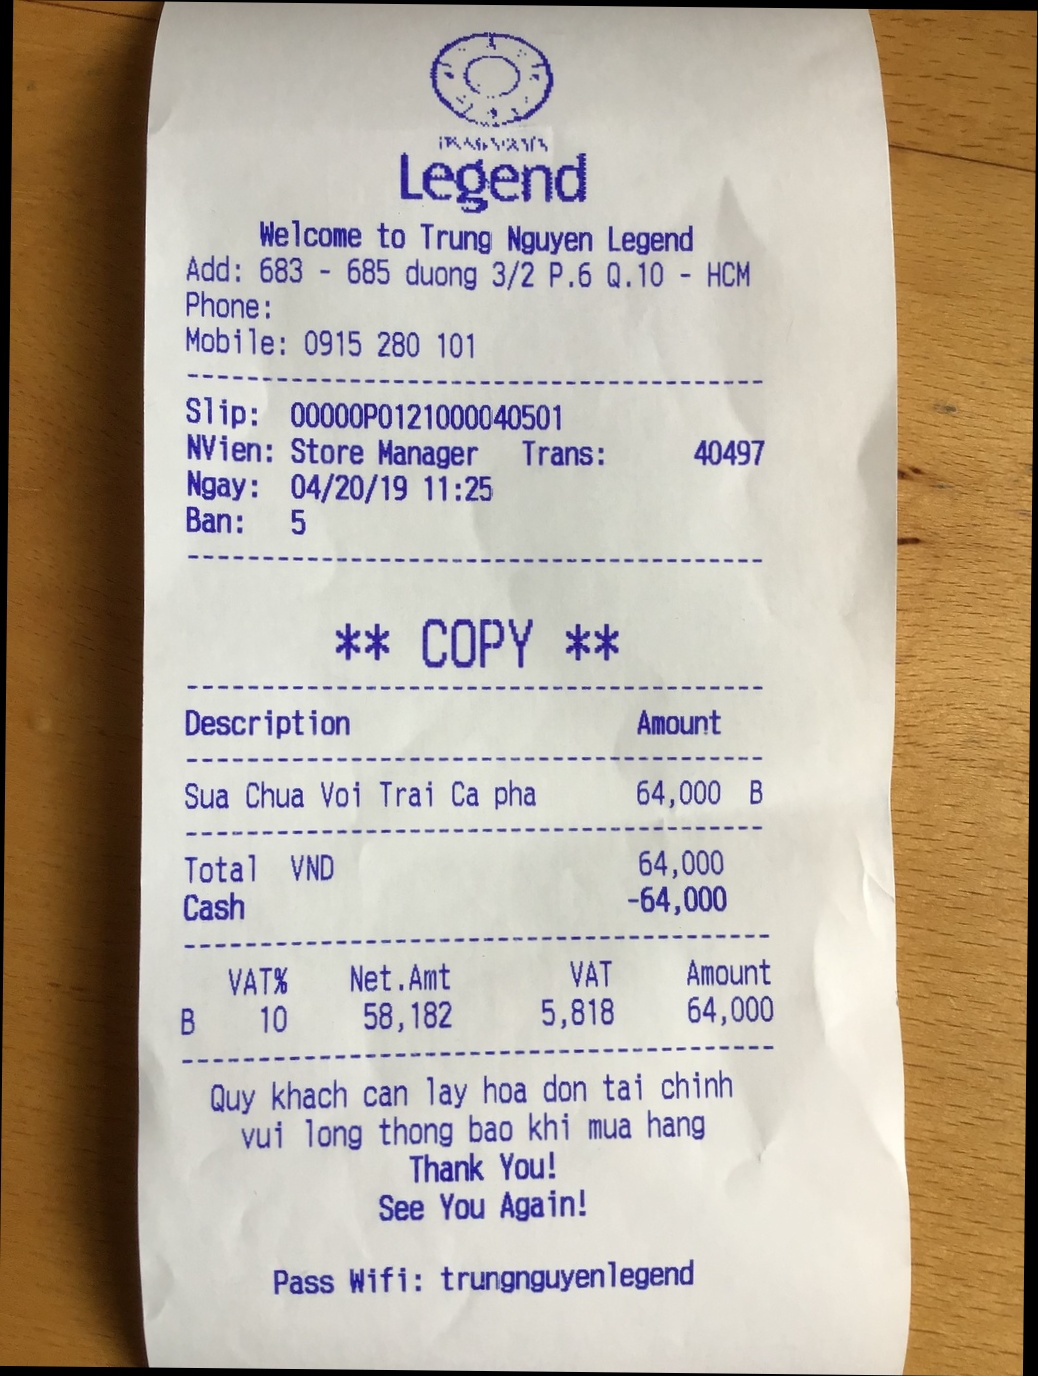 Legend
Welcome to Trung Nguyen Legend
Add: 683 - 685 duong 3/2 P.6 Q.10 - HCM
Phone:
Mobile: 0915 280 101
Slip: 00000P0121000040501
NVien: Store Manager Trans: 40497
Ngay: 04/20/19 11:25
Ban: 5
** COPY **
Description Amount
Sua Chua Voi Trai Ca pha 64,000 B
Total VND 64,000
Cash -64,000
VAT% Net.Amt VAT Amount
B 10 58,182 5,818 64,000
Quy khach can lay hoa don tai chinh
vui long thong bao khi mua hang
Thank You!
See You Again!
Pass Wifi: trungnguyenlegend